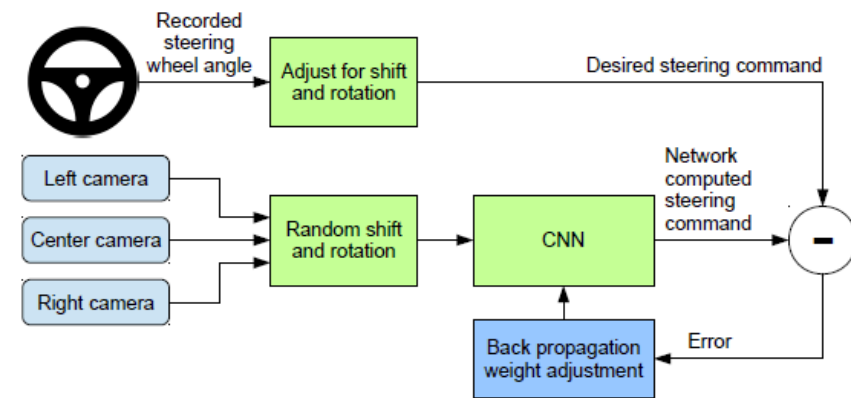 Recorded
steering
wheel angle
Adjust for shift
and rotation
Desired steering command
Left camera
Center camera
Right camera
Random shift
and rotation
CNN
Network
computed
steering
command
-
Back propagation
weight adjustment
Error